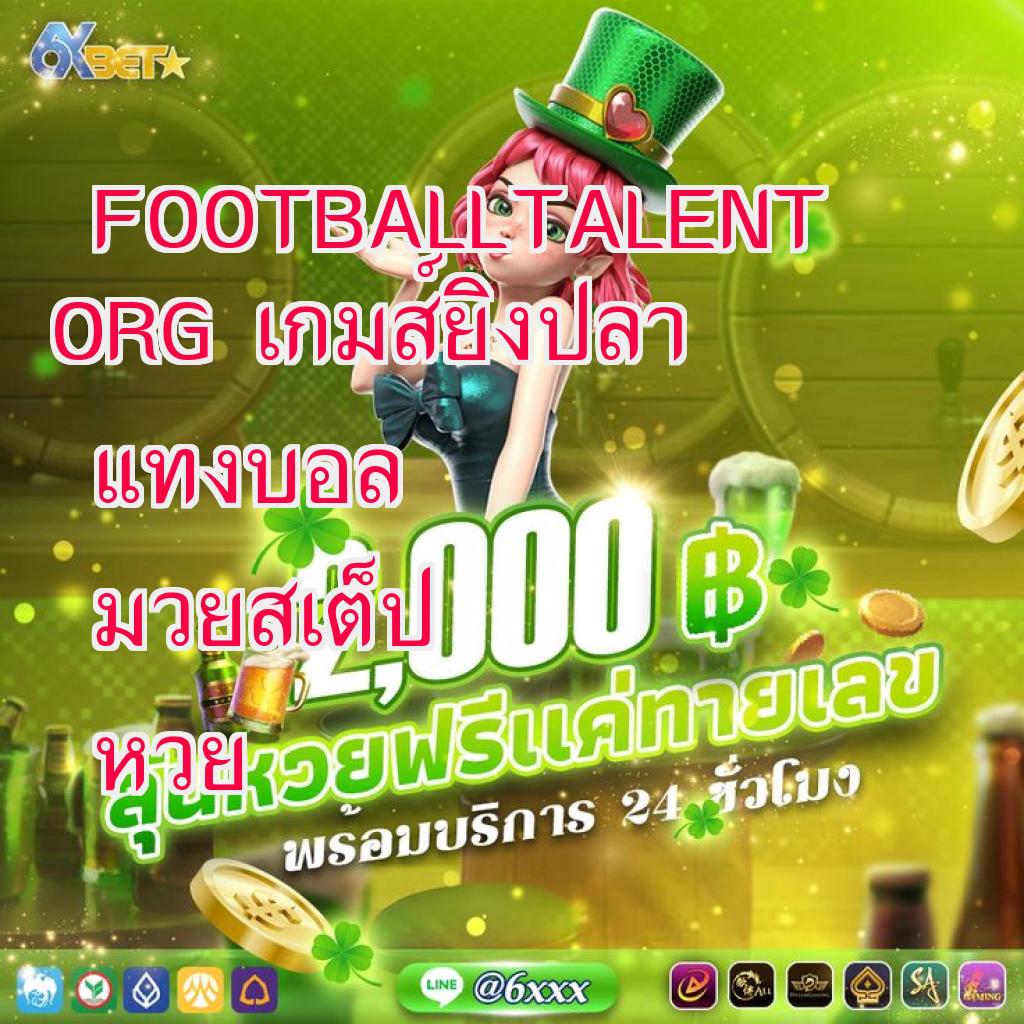 6XBET
FOOTBALLTALENT
ORG เกมส์ยิงปลา
แทงบอล
2,000 ฿
มวยสเต็ป
ลุ้นหวยฟรีแค่ทายเลข
หวย
พร้อมบริการ 24 ชั่วโมง
LINE @6xxx
ALL
SA
GAMING